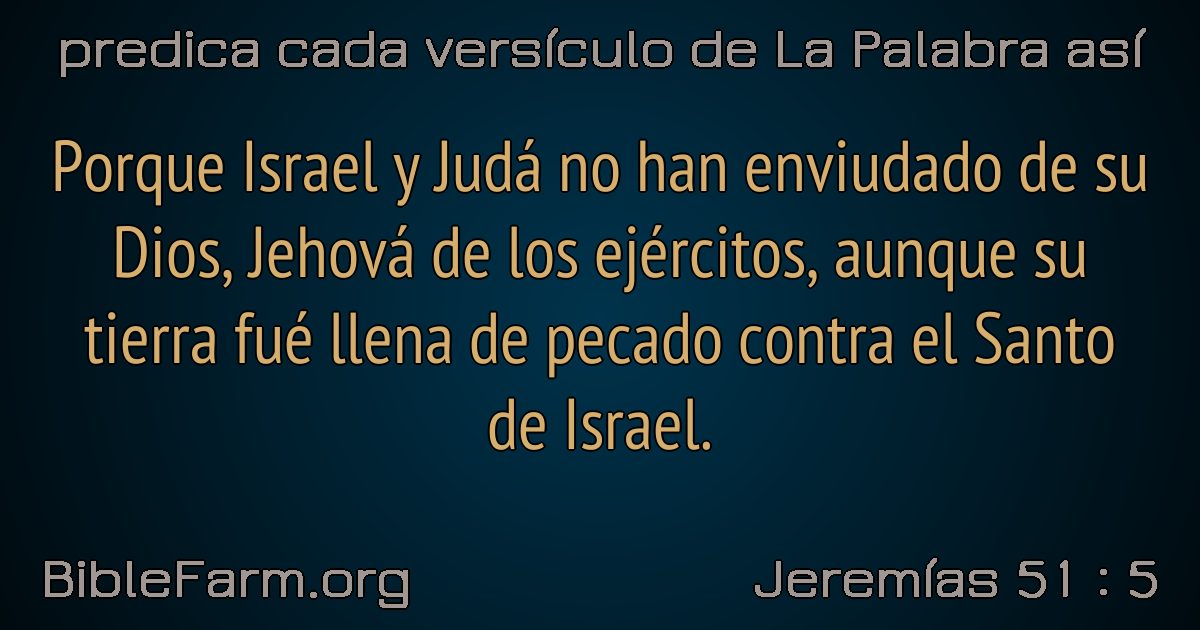 predica cada versículo de La Palabra así
Porque Israel y Judá no han enviudado de su
Dios, Jehová de los ejércitos, aunque su
tierra fué llena de pecado contra el Santo
de Israel.
BibleFarm.org
Jeremías 51 : 5